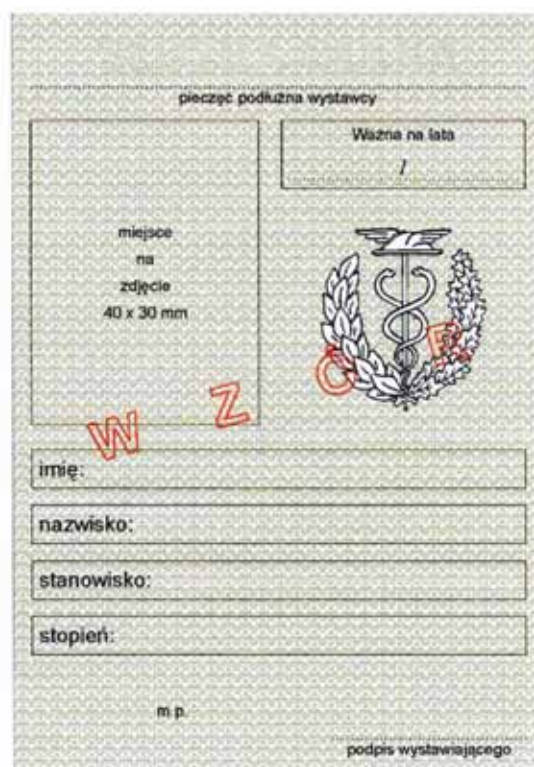 pieczęć podłużna wystawcy
Ważna na lata
/
miejsce
na
zdjęcie
40 x 30 mm
W Z Ó R
imię:
nazwisko:
stanowisko:
stopień:
m.p.
podpis wystawiającego